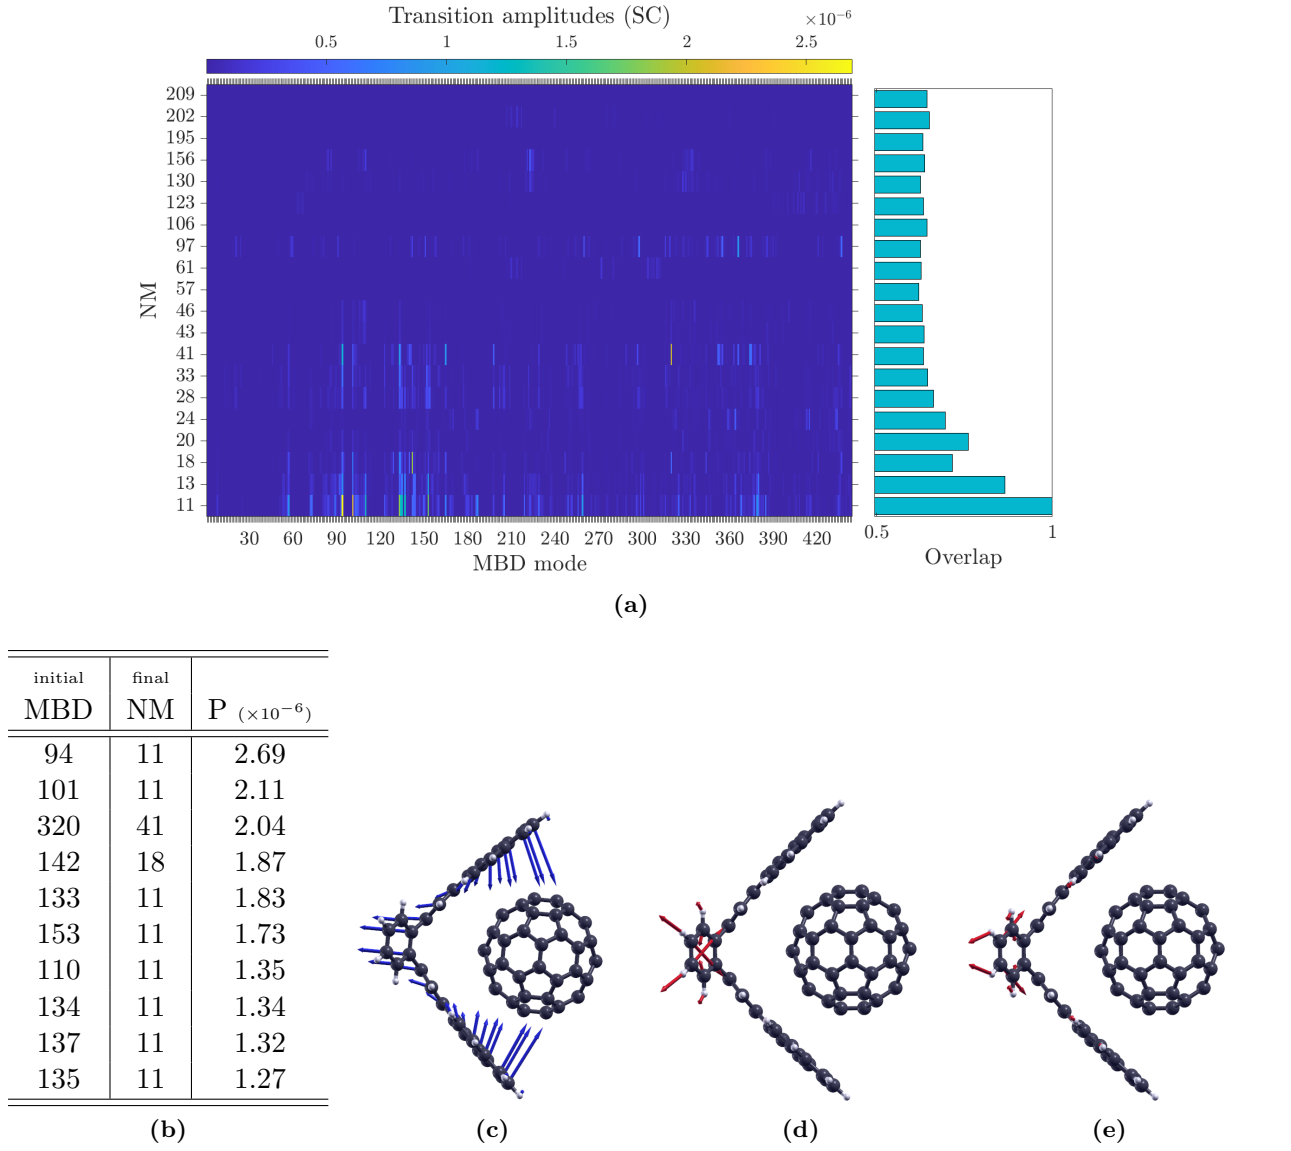 Transition amplitudes (SC)
×10⁻⁶
0.5 1 1.5 2 2.5
NM
209
202
195
156
130
123
106
97
61
57
46
43
41
33
28
24
20
18
13
11
30 60 90 120 150 180 210 240 270 300 330 360 390 420
MBD mode
0.5 1
Overlap
(a)
initial final
MBD NM P (×10⁻⁶)
94 11 2.69
101 11 2.11
320 41 2.04
142 18 1.87
133 11 1.83
153 11 1.73
110 11 1.35
134 11 1.34
137 11 1.32
135 11 1.27
(b) (c) (d) (e)